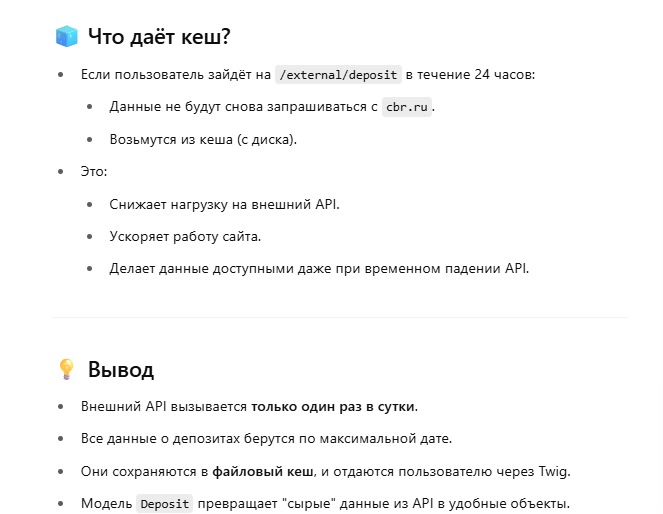 Что даёт кеш?
Если пользователь зайдёт на /external/deposit в течение 24 часов:
Данные не будут снова запрашиваться с cbr.ru.
Возьмутся из кеша (с диска).
Это:
Снижает нагрузку на внешний API.
Ускоряет работу сайта.
Делает данные доступными даже при временном падении API.
Вывод
Внешний API вызывается только один раз в сутки.
Все данные о депозитах берутся по максимальной дате.
Они сохраняются в файловый кеш, и отдаются пользователю через Twig.
Модель Deposit превращает "сырые" данные из API в удобные объекты.